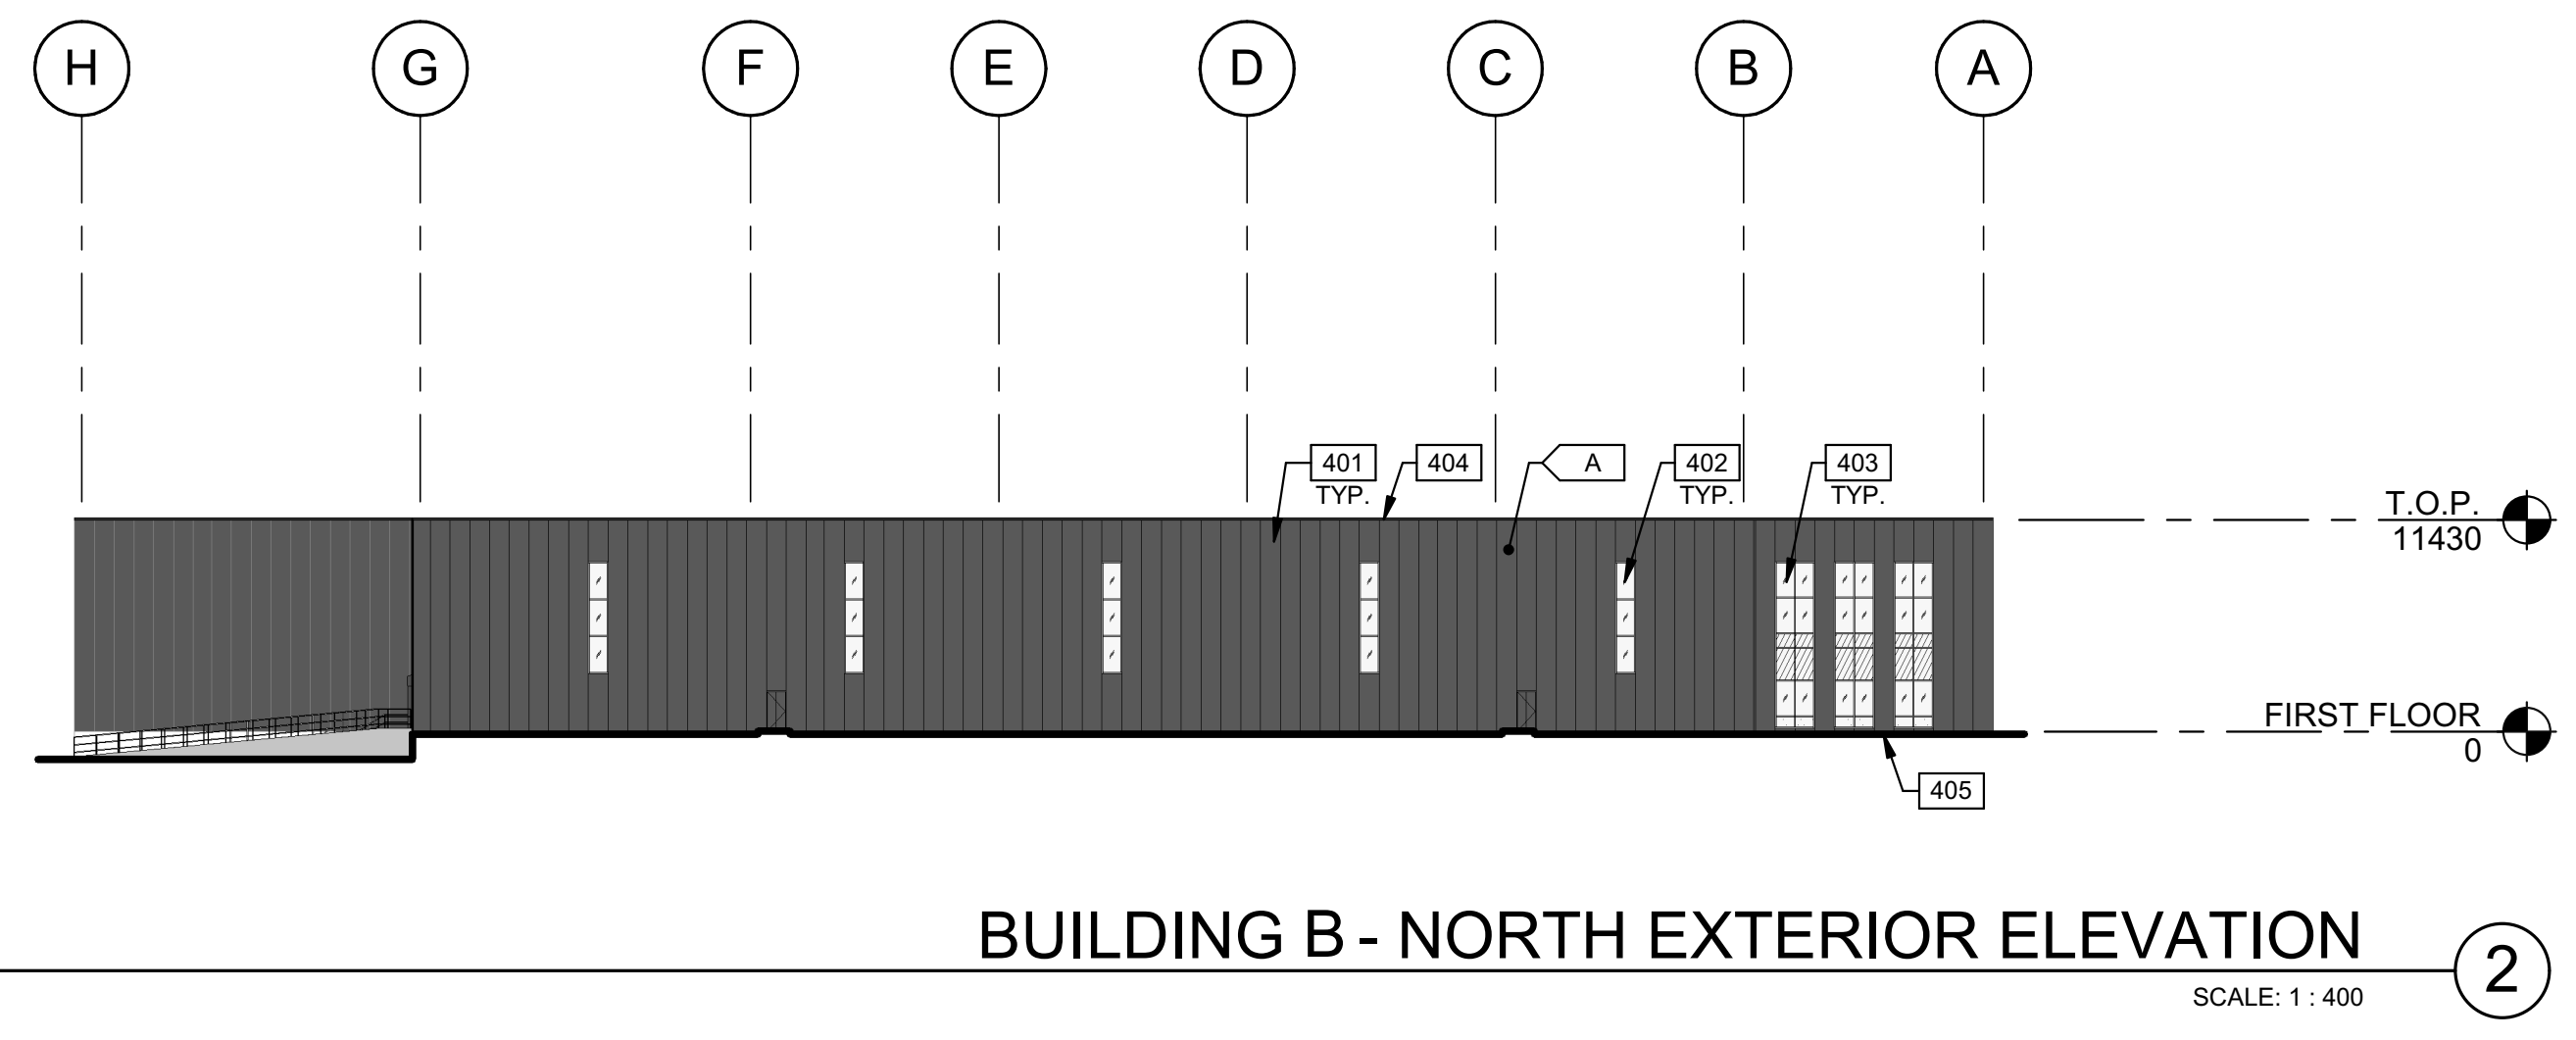 H G F E D C B A
401 404 A 402 403
TYP. TYP. TYP.
T.O.P.
11430
FIRST FLOOR
0
405
BUILDING B - NORTH EXTERIOR ELEVATION
2
SCALE: 1 : 400